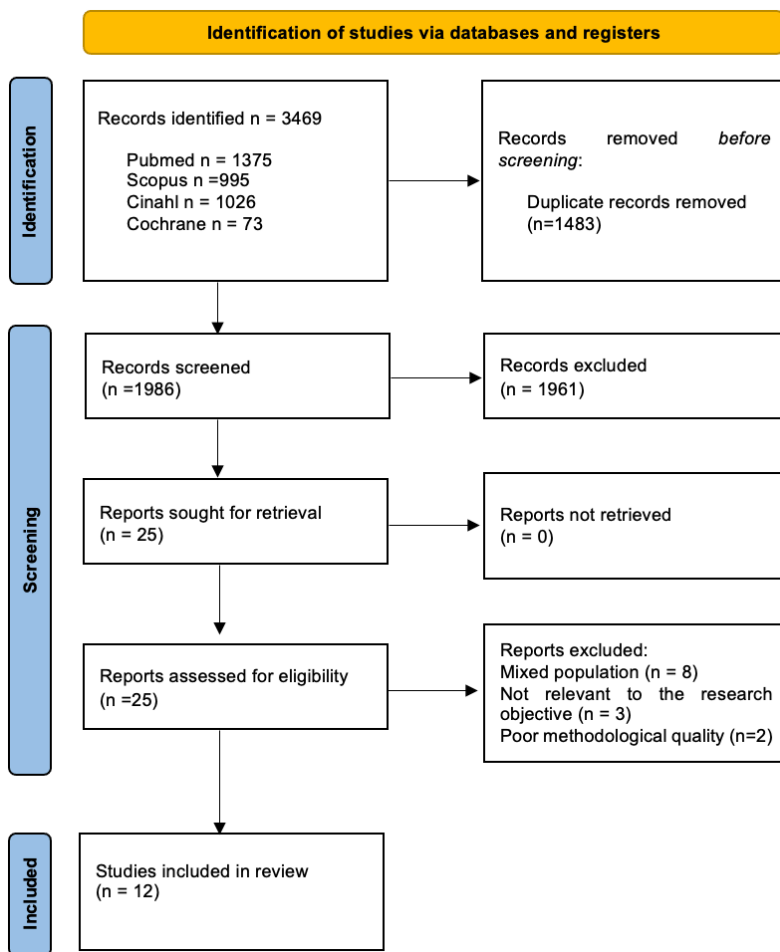 Identification of studies via databases and registers
Identification
Records identified n = 3469
Pubmed n = 1375
Scopus n =995
Cinahl n = 1026
Cochrane n = 73
Records removed before
screening:
Duplicate records removed
(n=1483)
Screening
Records screened
(n =1986)
Records excluded
(n = 1961)
Reports sought for retrieval
(n = 25)
Reports not retrieved
(n = 0)
Reports assessed for eligibility
(n =25)
Reports excluded:
Mixed population (n = 8)
Not relevant to the research
objective (n = 3)
Poor methodological quality (n=2)
Included
Studies included in review
(n = 12)